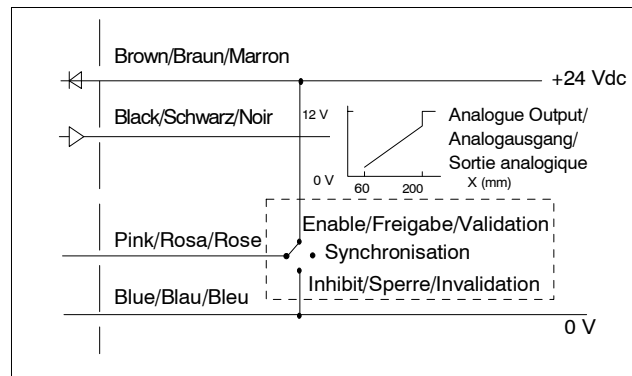 Brown/Braun/Marron
+24 Vdc
Black/Schwarz/Noir
12 V
0 V
60
200
X (mm)
Analogue Output/
Analogausgang/
Sortie analogique
Enable/Freigabe/Validation
Pink/Rosa/Rose
Synchronisation
Inhibit/Sperre/Invalidation
Blue/Blau/Bleu
0 V